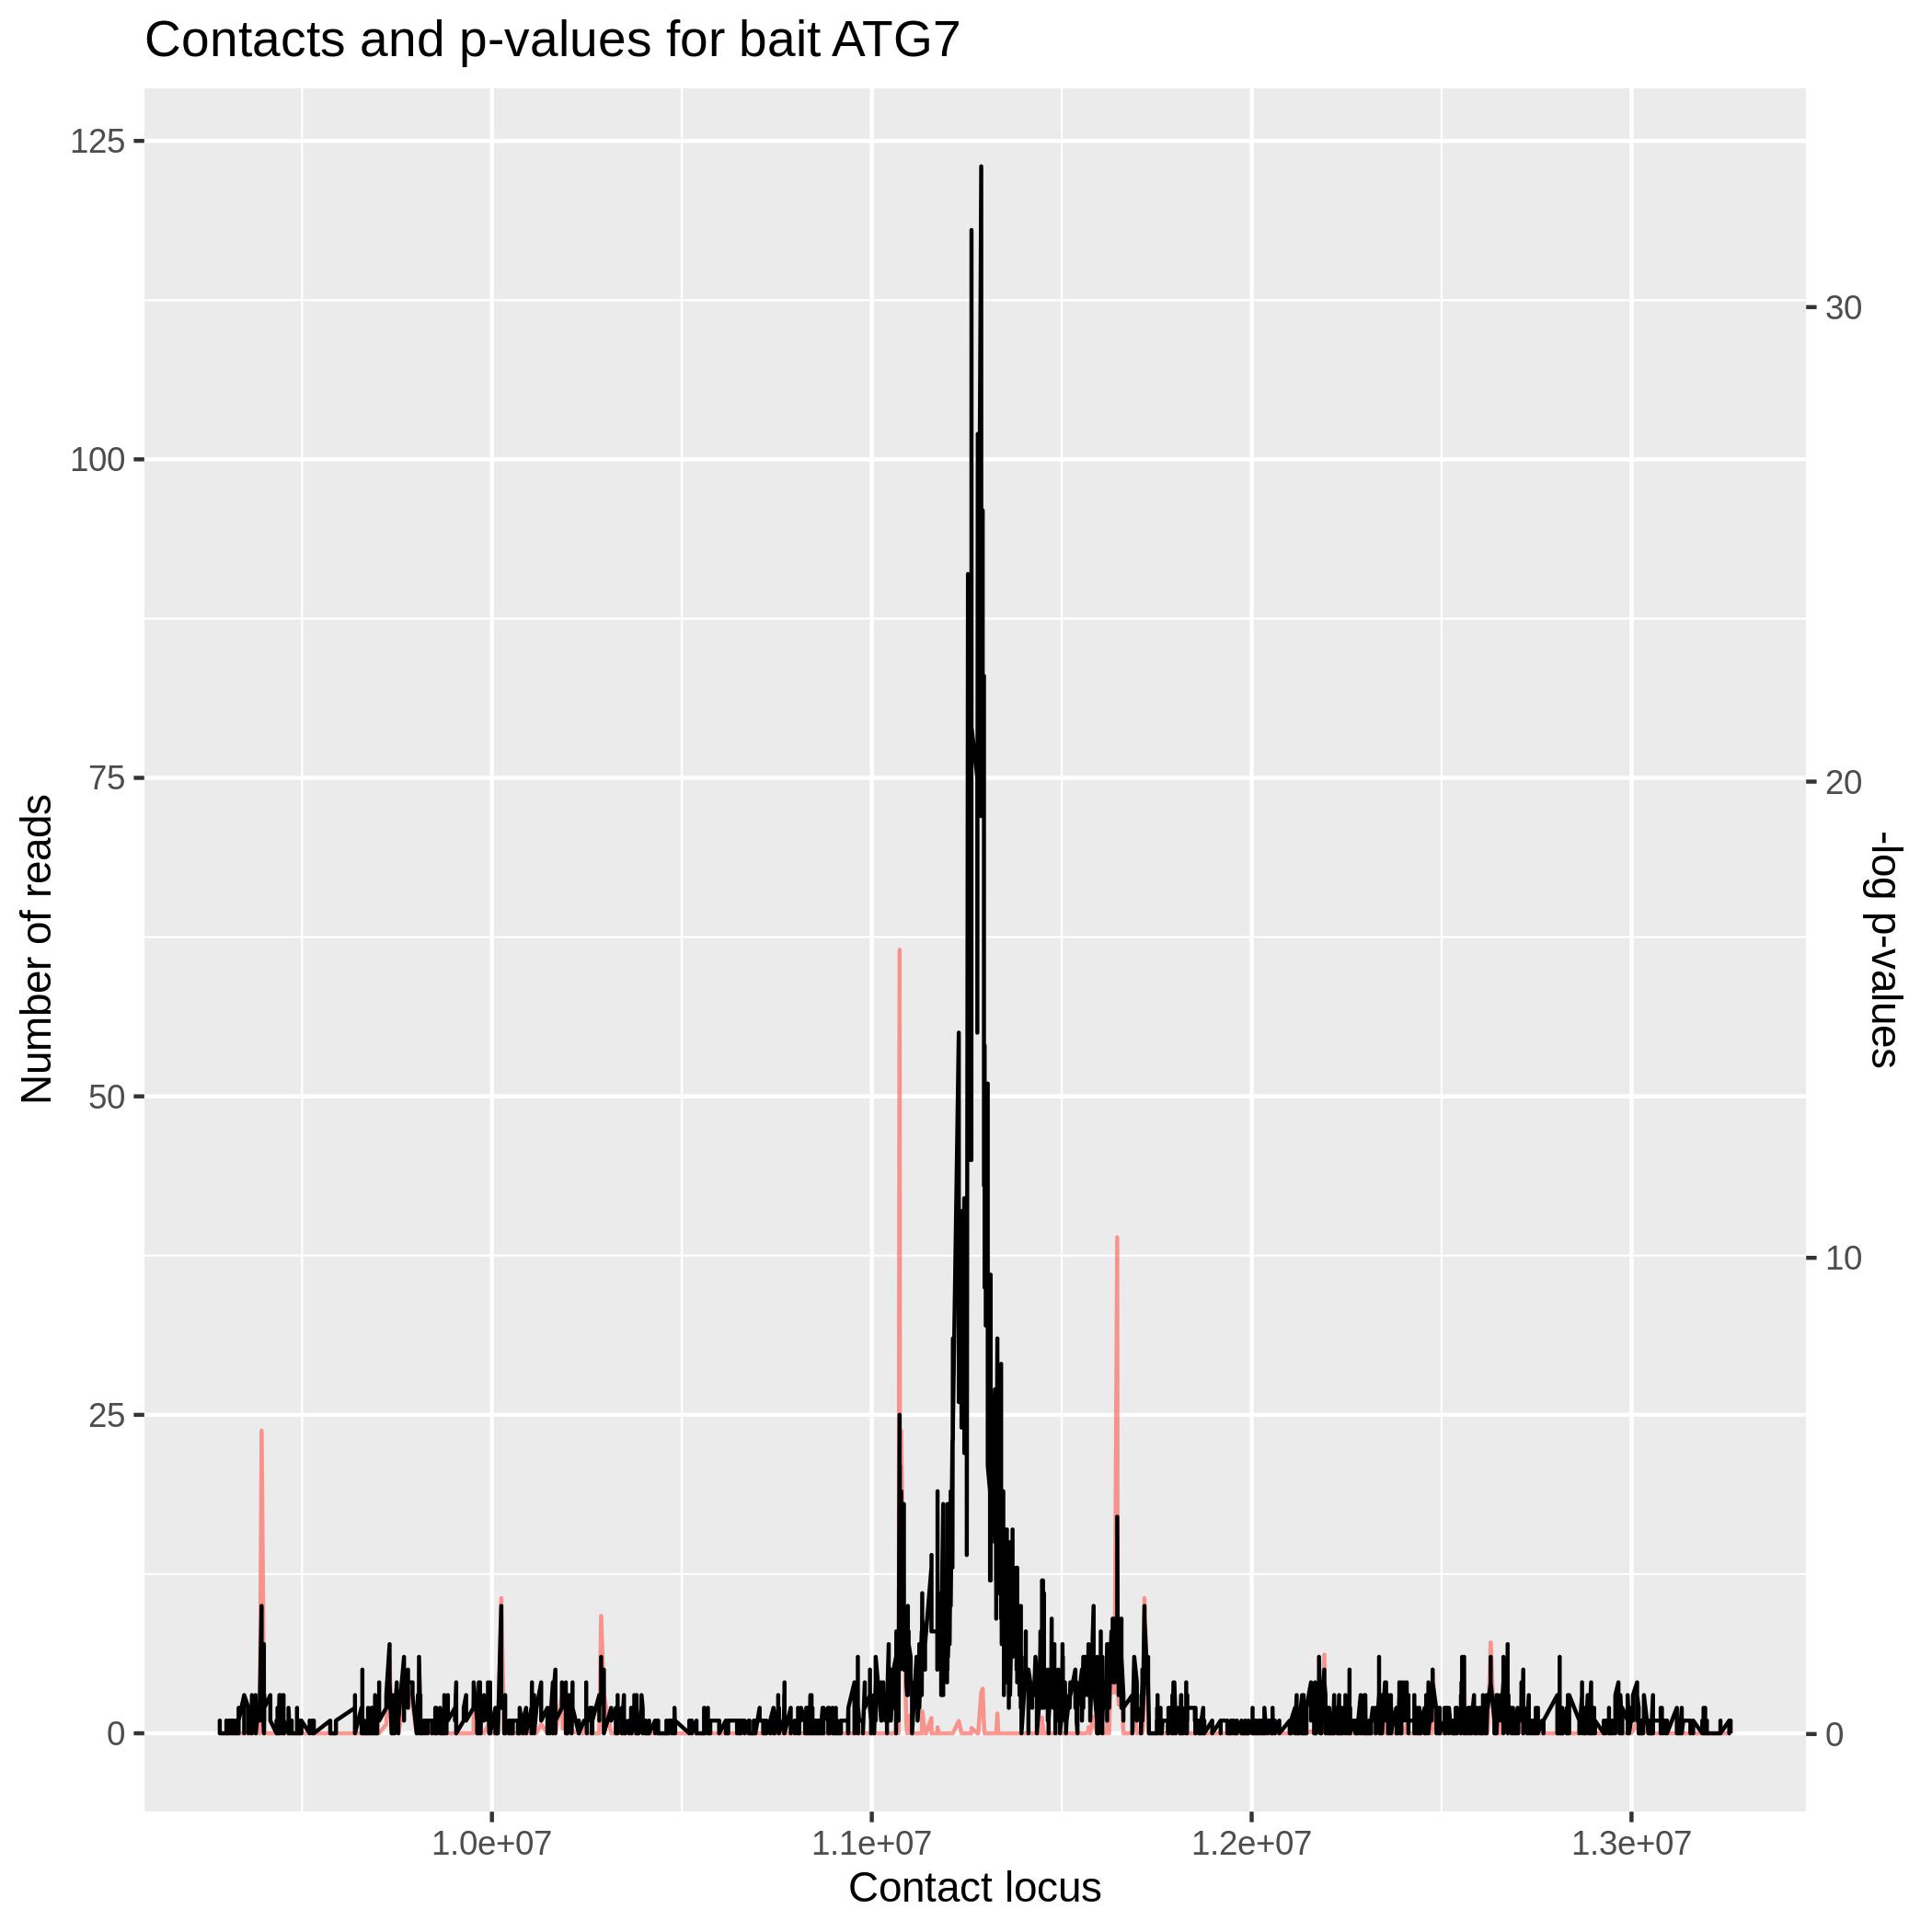 Contacts and p-values for bait ATG7
125
100
75
50
25
0
Number of reads
30
20
10
0
-log p-values
1.0e+07
1.1e+07
1.2e+07
1.3e+07
Contact locus